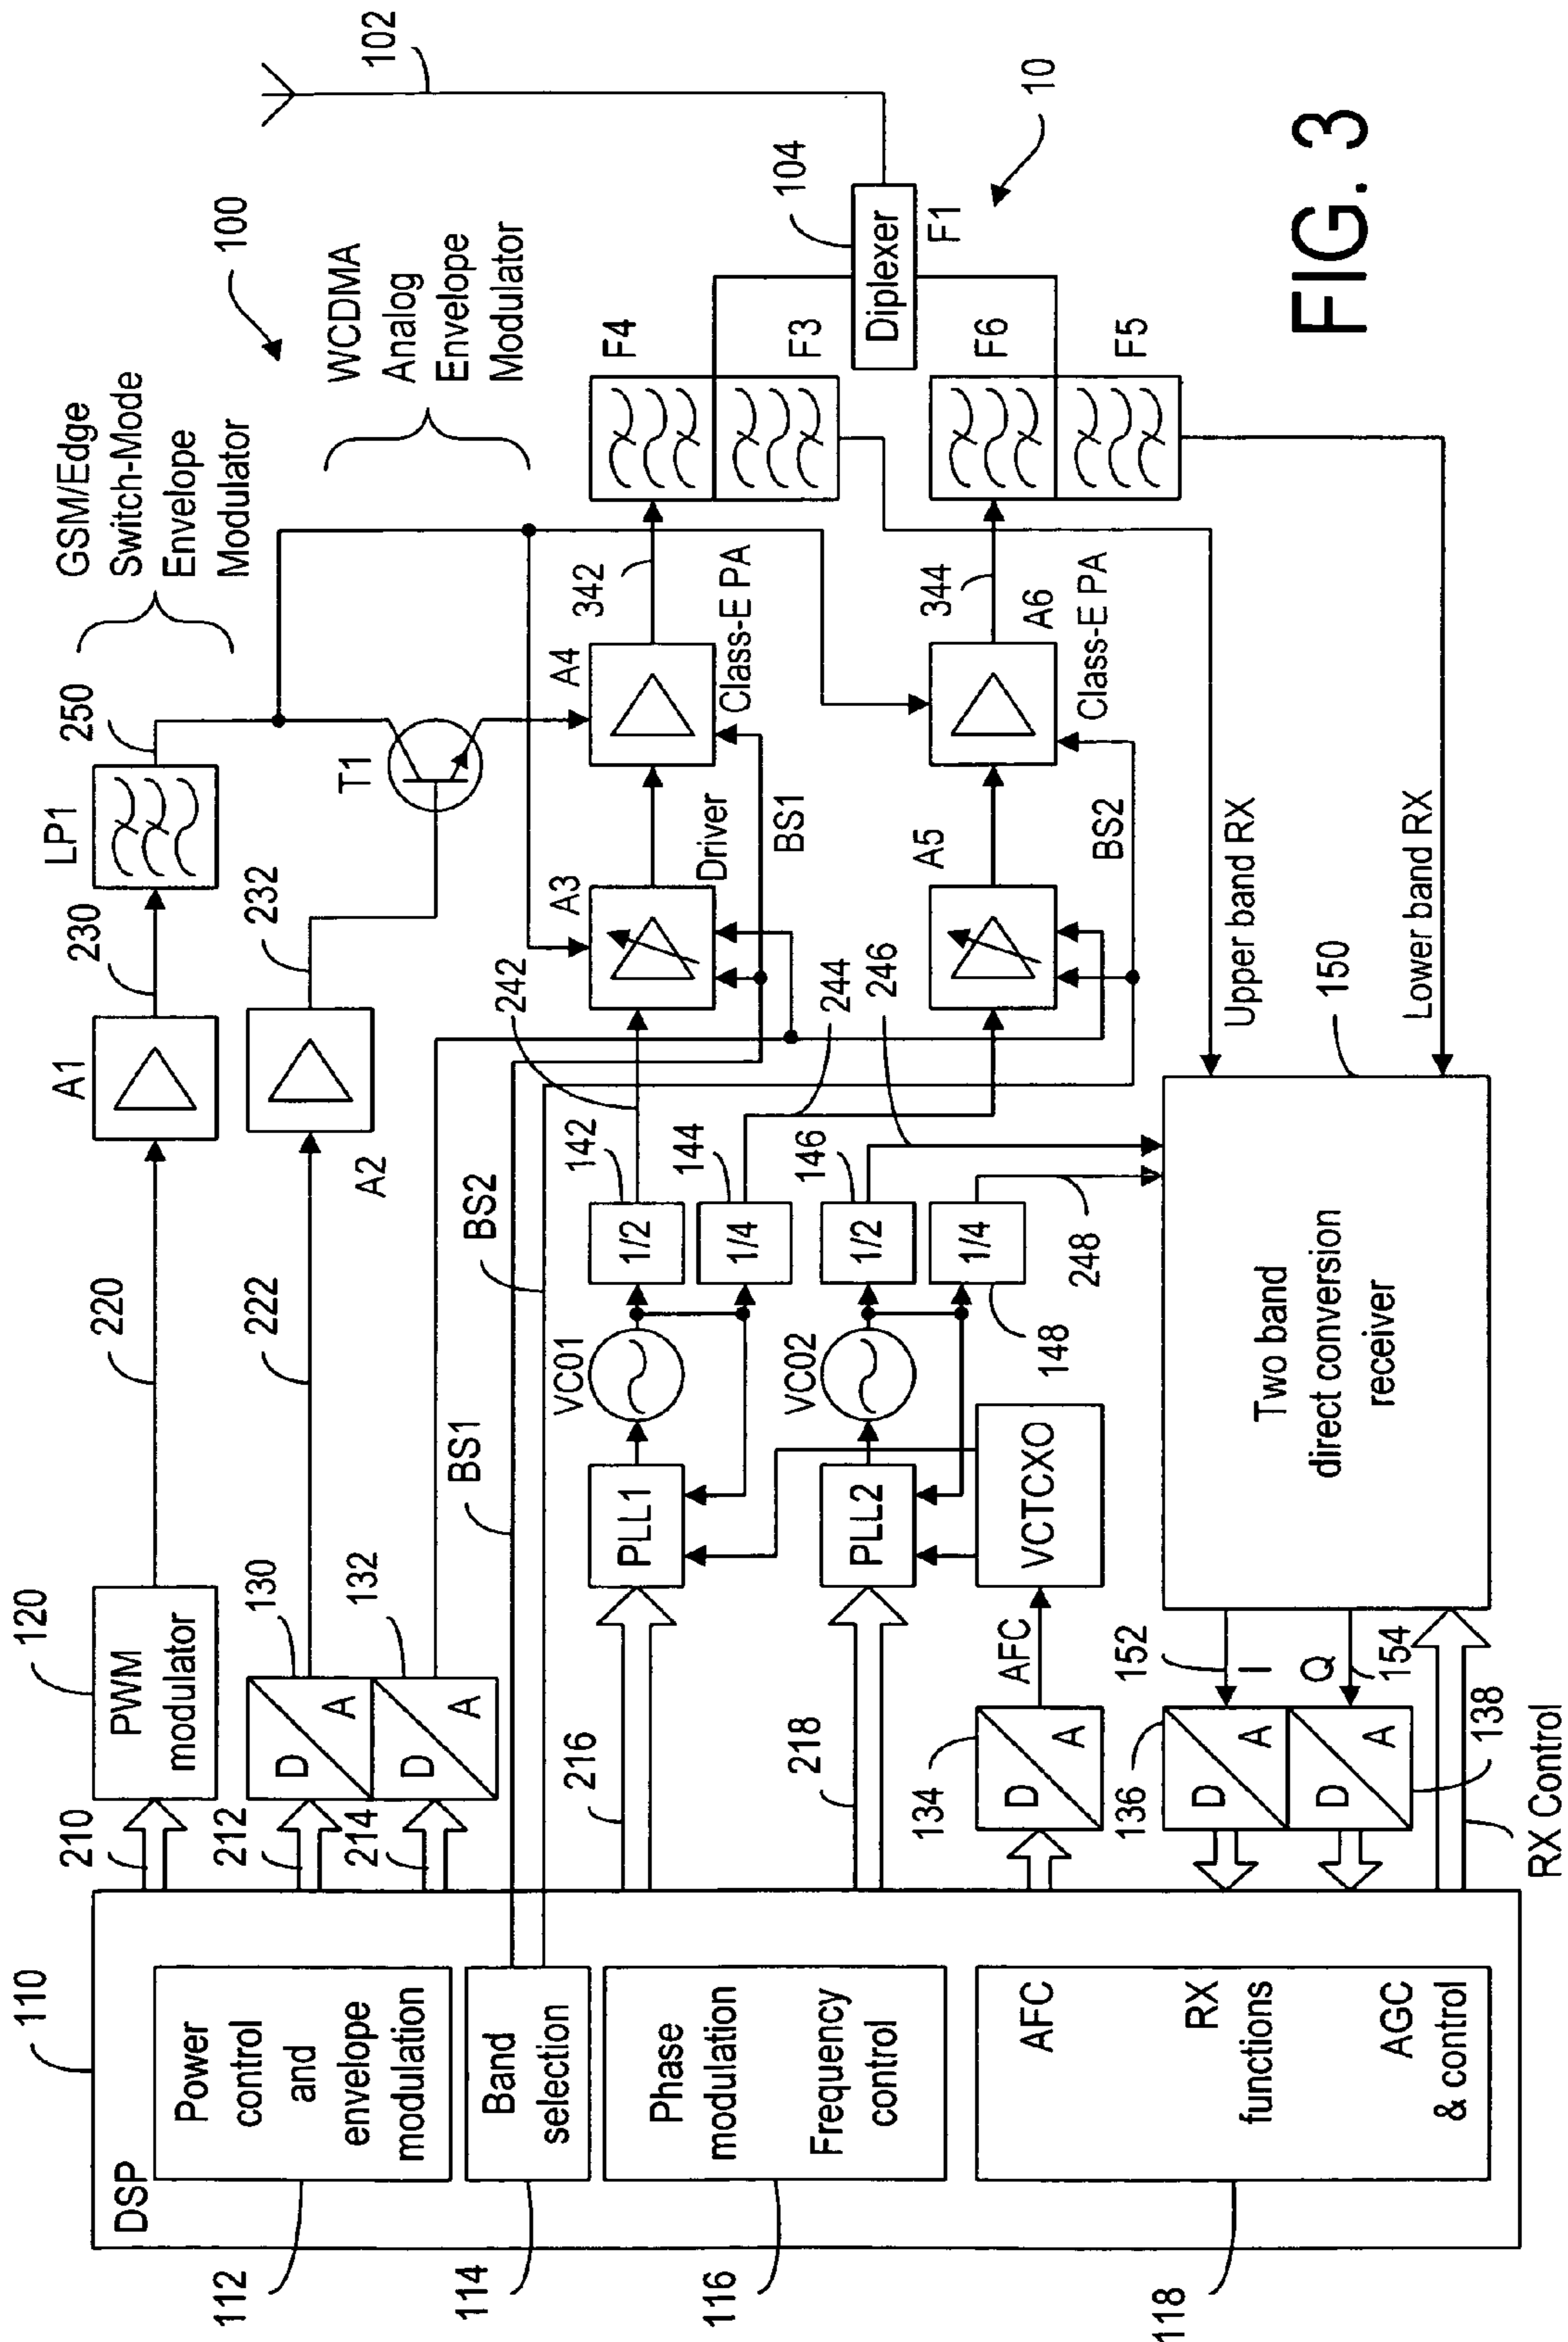 110
DSP
Power
control
and
envelope
modulation
112
Band
selection
114
Phase
modulation
Frequency
control
116
AFC
RX
functions
AGC
& control
118
210
212
214
216
218
120
PWM
modulator
130
D
A
132
D
A
134
D
A
AFC
136
D
A
138
D
A
152
I
Q
154
RX Control
220
222
BS1
BS2
PLL1
VC01
1/2
142
1/4
144
PLL2
VC02
1/2
146
1/4
148
VCTCXO
248
Two band
direct conversion
receiver
150
A1
A2
230
232
LP1
250
T1
GSM/Edge
Switch-Mode
Envelope
Modulator
WCDMA
Analog
Envelope
Modulator
100
242
244
246
A3
Driver
A4
Class-E PA
BS1
342
A5
A6
Class-E PA
BS2
344
F4
F3
F6
F5
Upper band RX
Lower band RX
Diplexer
F1
104
102
10
FIG. 3